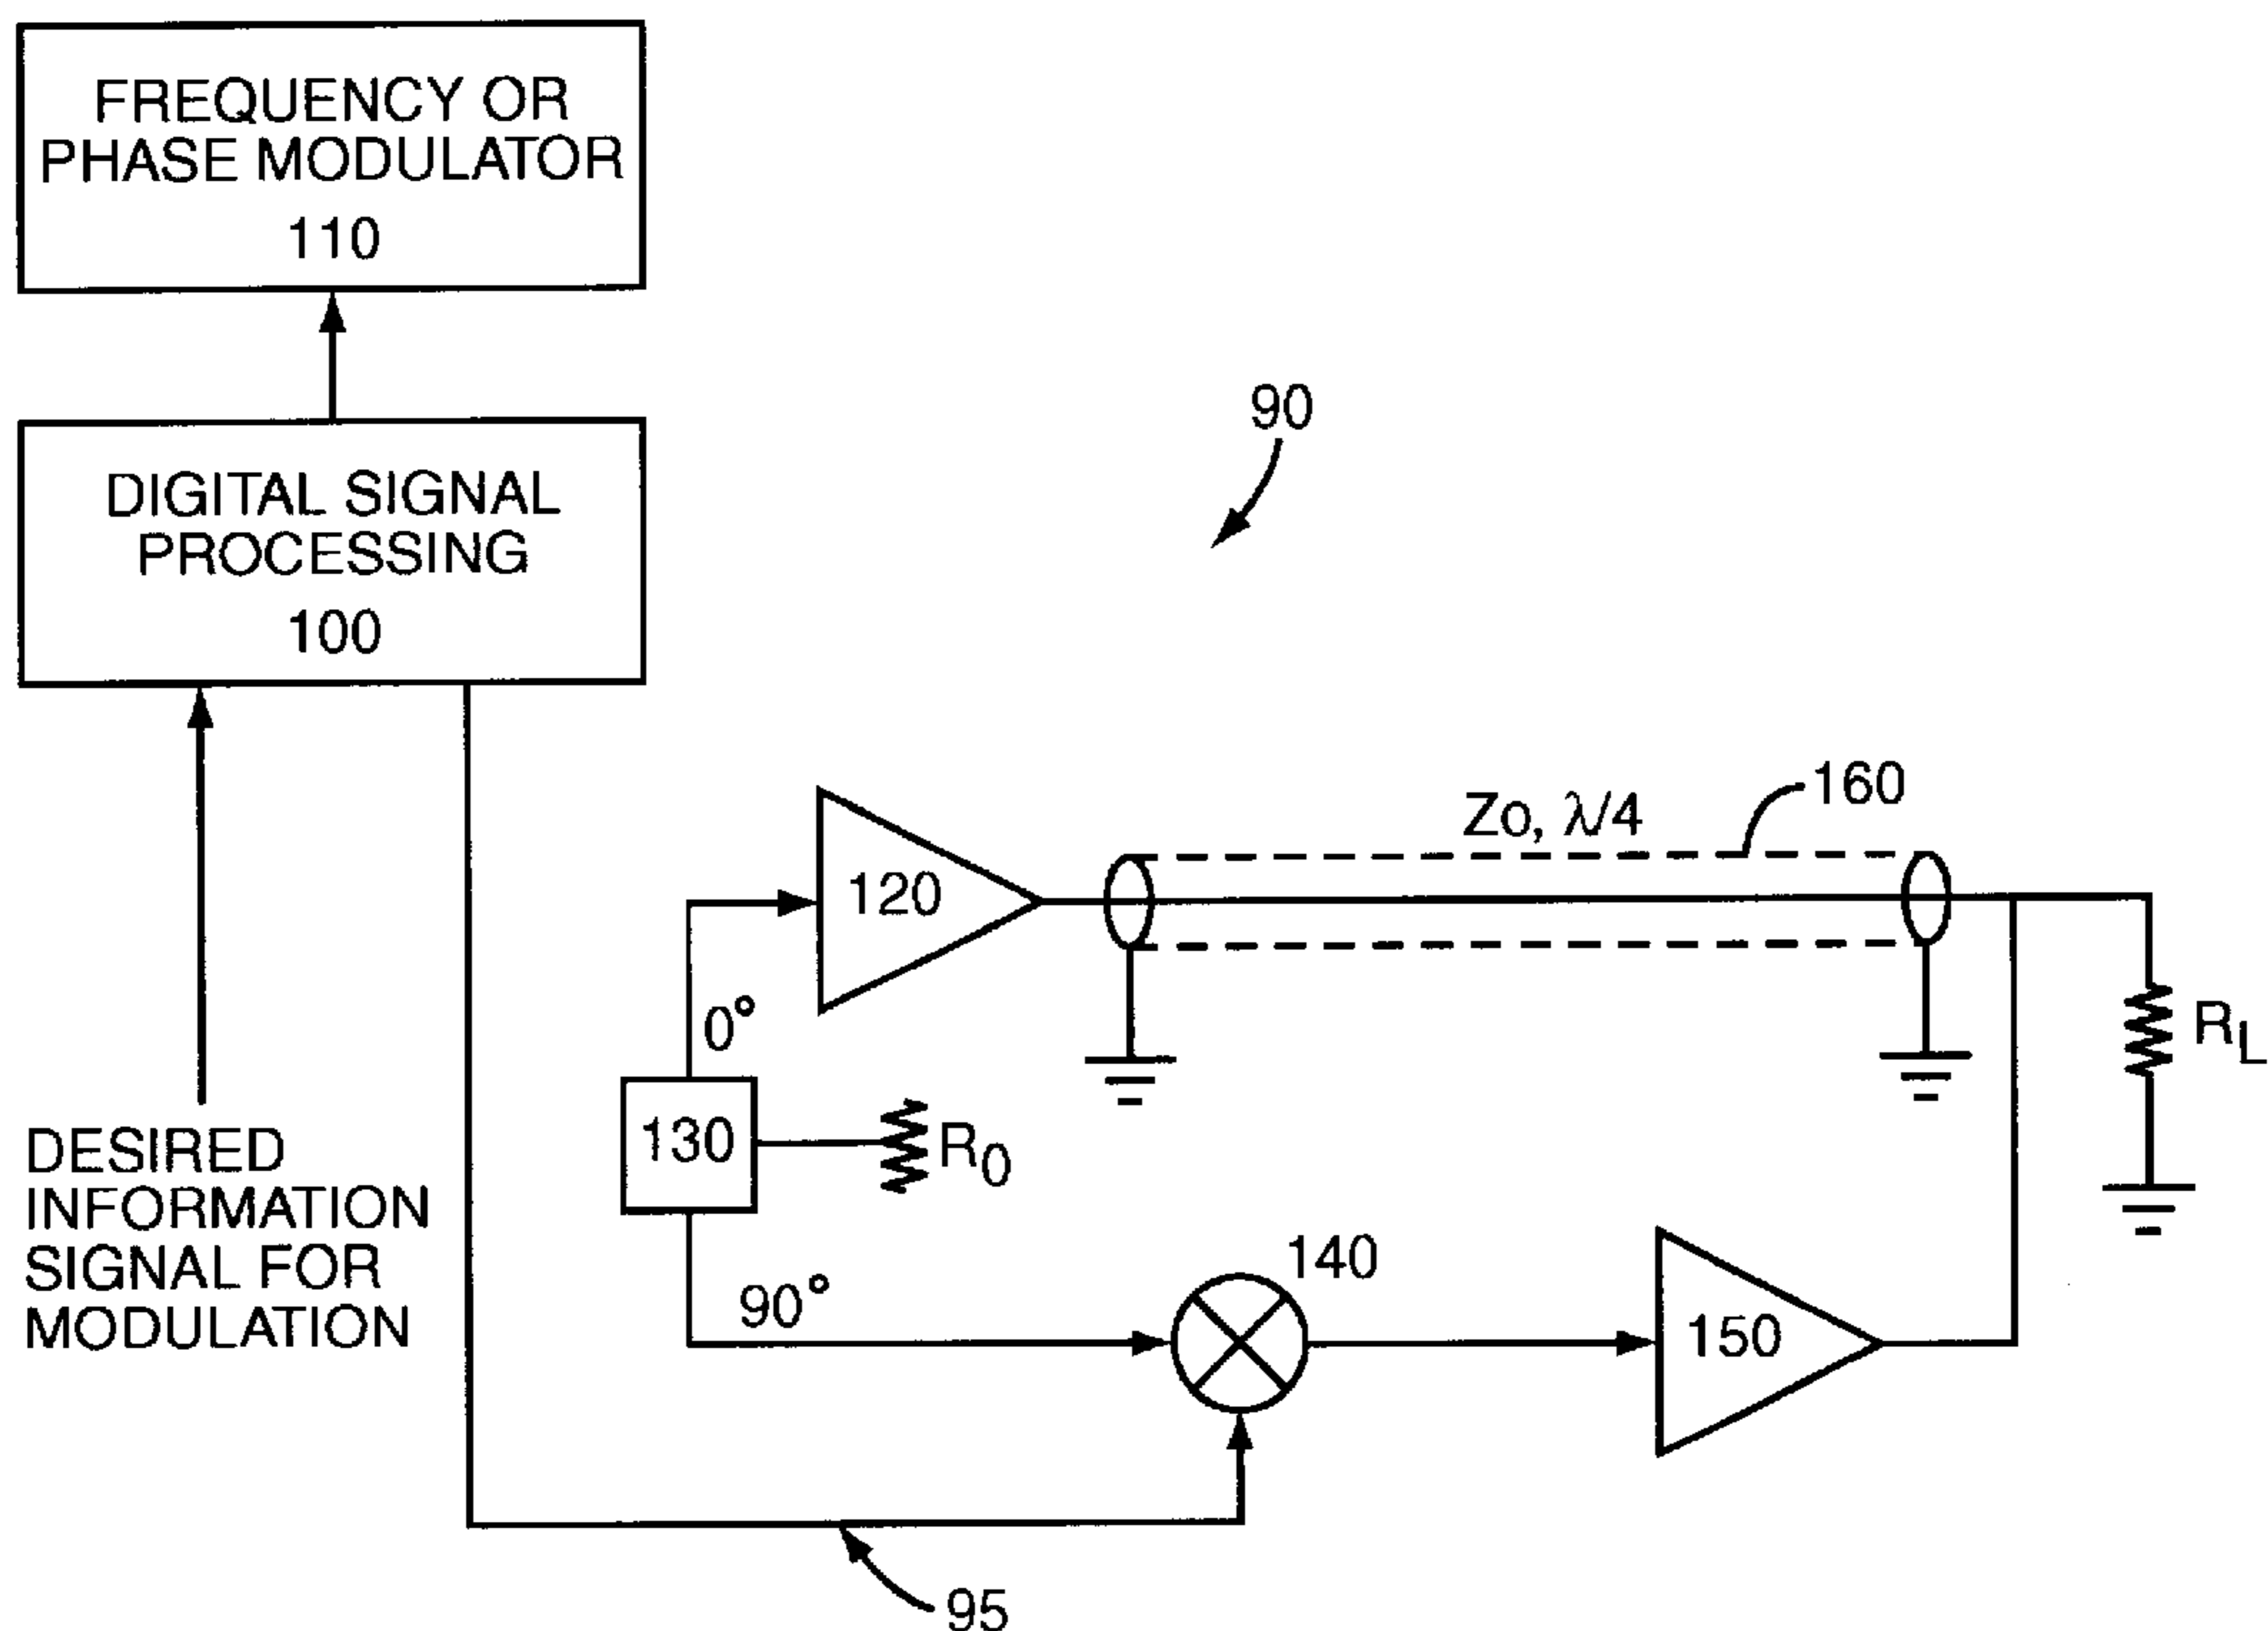 FREQUENCY OR
PHASE MODULATOR
110
DIGITAL SIGNAL
PROCESSING
100
90
Zo, λ/4
160
120
0°
RL
130
R0
DESIRED
INFORMATION
SIGNAL FOR
MODULATION
90°
140
150
95